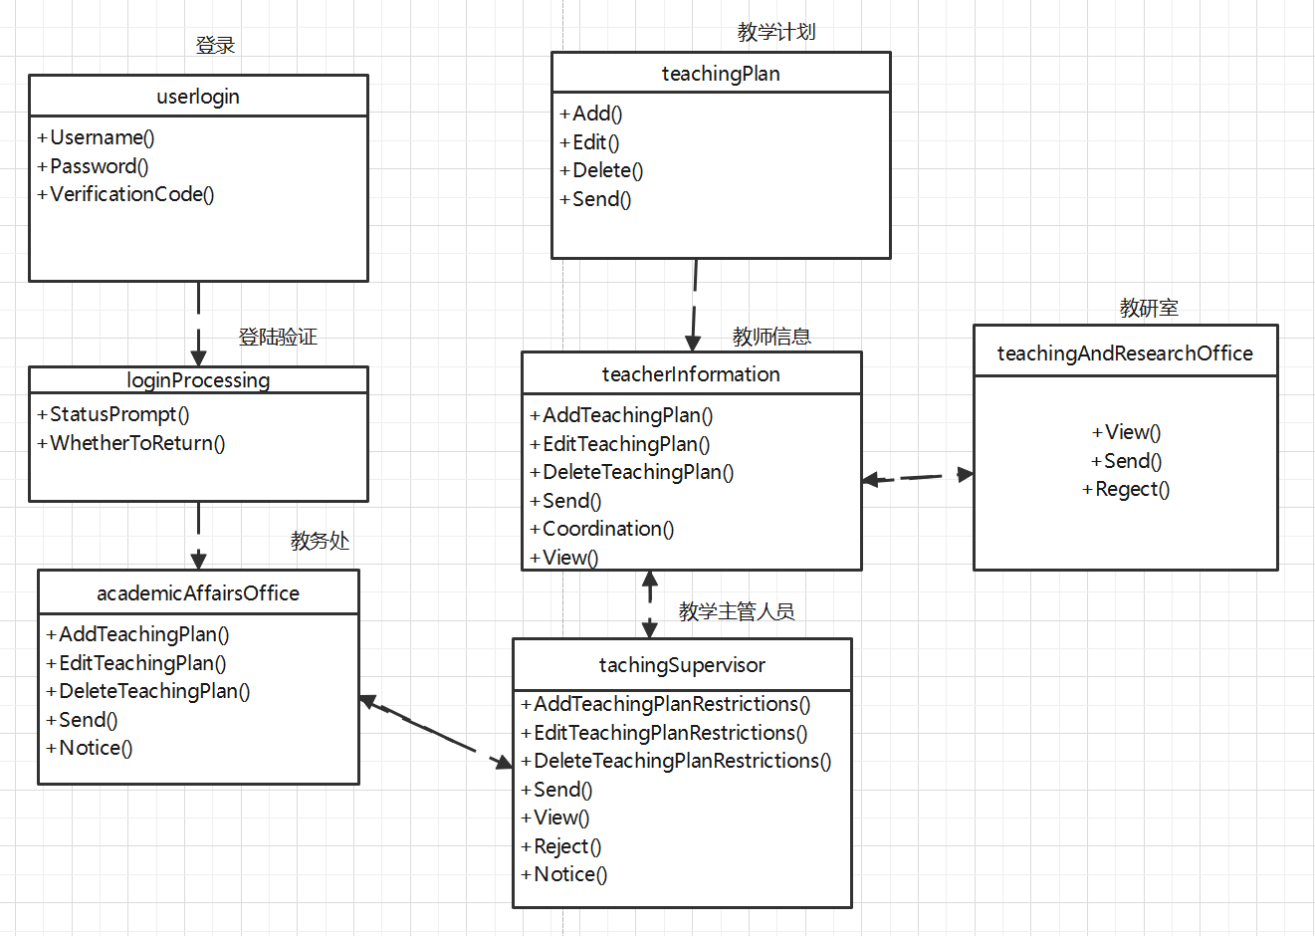 登录
userlogin
+Username()
+Password()
+VerificationCode()
登陆验证
loginProcessing
+StatusPrompt()
+WhetherToReturn()
教务处
academicAffairsOffice
+AddTeachingPlan()
+EditTeachingPlan()
+DeleteTeachingPlan()
+Send()
+Notice()
教学计划
teachingPlan
+Add()
+Edit()
+Delete()
+Send()
教师信息
teacherInformation
+AddTeachingPlan()
+EditTeachingPlan()
+DeleteTeachingPlan()
+Send()
+Coordination()
+View()
教学主管人员
tachingSupervisor
+AddTeachingPlanRestrictions()
+EditTeachingPlanRestrictions()
+DeleteTeachingPlanRestrictions()
+Send()
+View()
+Reject()
+Notice()
教研室
teachingAndResearchOffice
+View()
+Send()
+Regect()